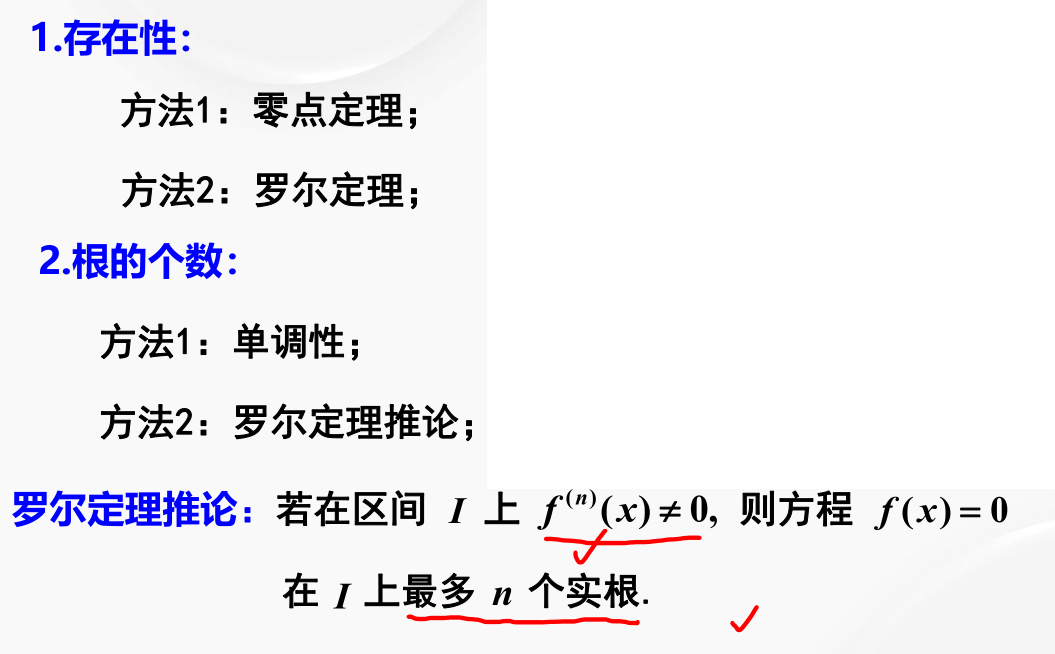 1.存在性：
方法1：零点定理；
方法2：罗尔定理；
2.根的个数：
方法1：单调性；
方法2：罗尔定理推论；
罗尔定理推论：若在区间 I 上 f⁽ⁿ⁾(x) ≠ 0, 则方程 f(x) = 0
在 I 上最多 n 个实根.